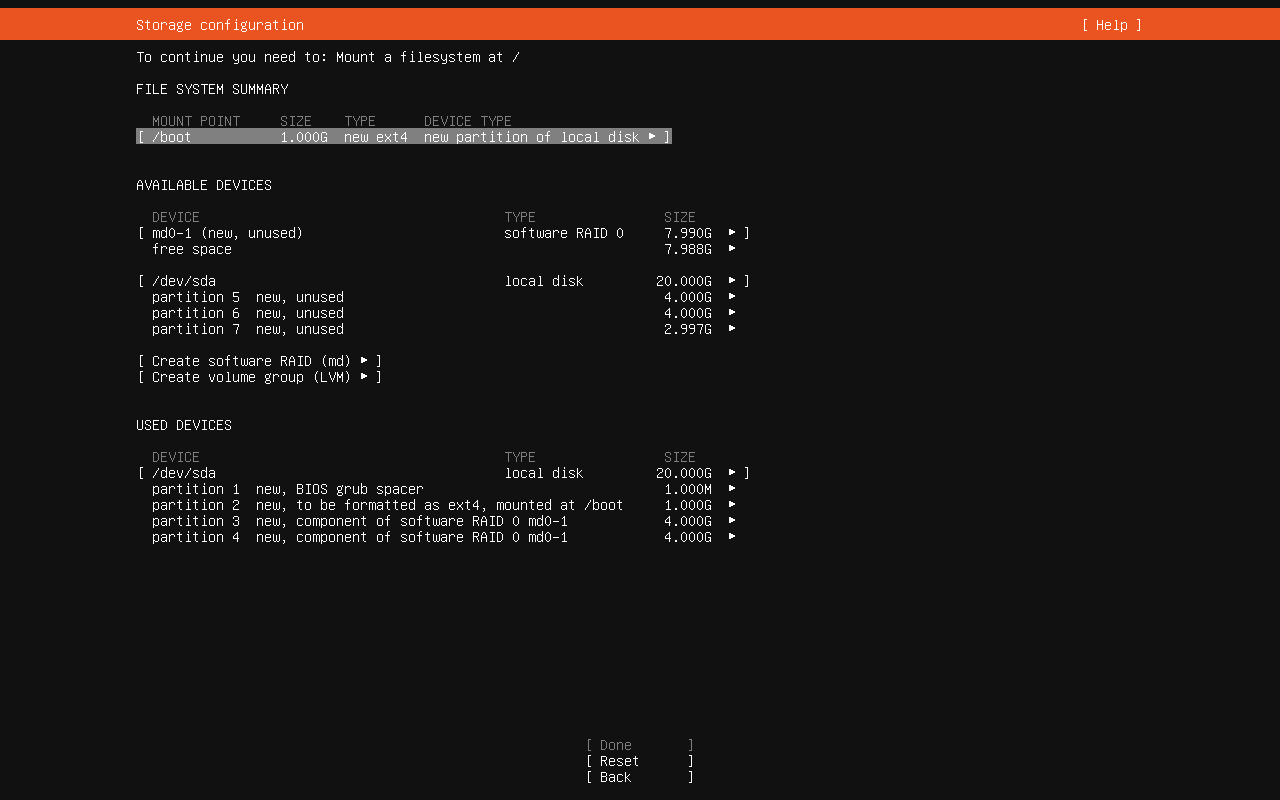 Storage configuration [ Help ]
To continue you need to: Mount a filesystem at /
FILE SYSTEM SUMMARY
MOUNT POINT SIZE TYPE DEVICE TYPE
[ /boot 1.000G new ext4 new partition of local disk ▸ ]
AVAILABLE DEVICES
DEVICE TYPE SIZE
[ md0-1 (new, unused) software RAID 0 7.990G ▸ ]
free space 7.988G ▸
[ /dev/sda local disk 20.000G ▸ ]
partition 5 new, unused 4.000G ▸
partition 6 new, unused 4.000G ▸
partition 7 new, unused 2.997G ▸
[ Create software RAID (md) ▸ ]
[ Create volume group (LVM) ▸ ]
USED DEVICES
DEVICE TYPE SIZE
[ /dev/sda local disk 20.000G ▸ ]
partition 1 new, BIOS grub spacer 1.000M ▸
partition 2 new, to be formatted as ext4, mounted at /boot 1.000G ▸
partition 3 new, component of software RAID 0 md0-1 4.000G ▸
partition 4 new, component of software RAID 0 md0-1 4.000G ▸
[ Done ]
[ Reset ]
[ Back ]